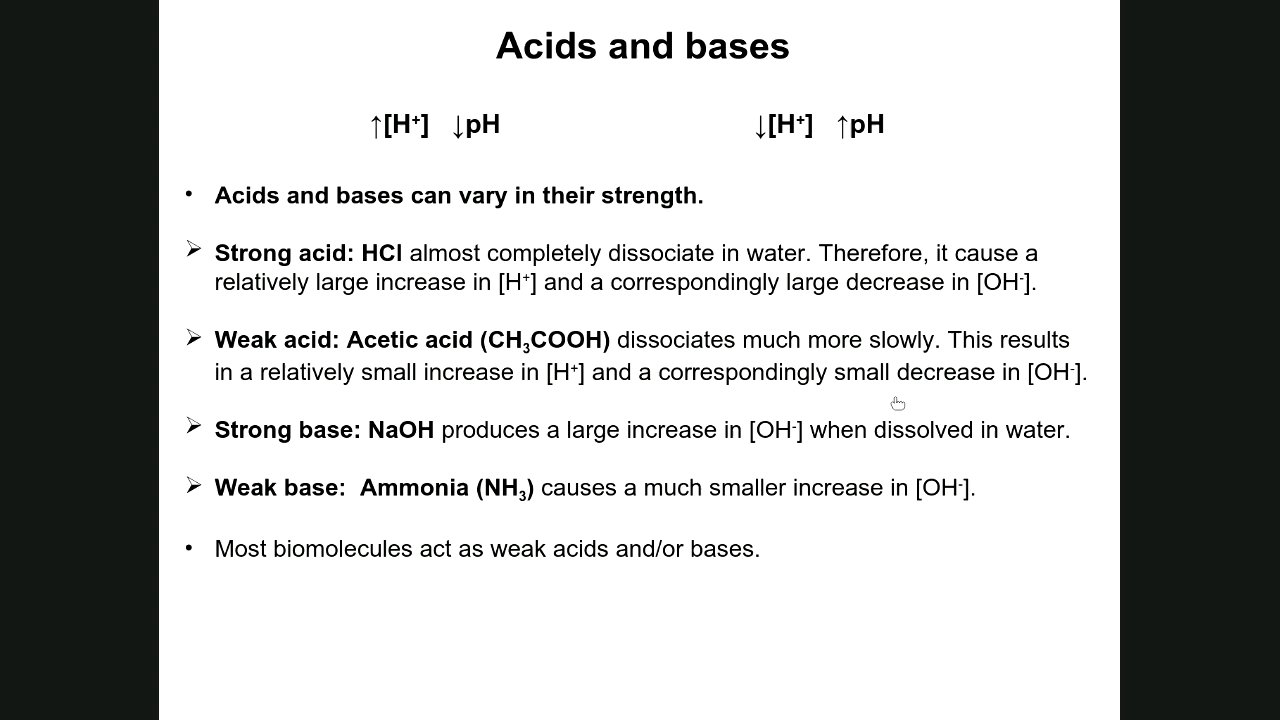 Acids and bases
↑[H⁺] ↓pH ↓[H⁺] ↑pH
• Acids and bases can vary in their strength.
➢ Strong acid: HCl almost completely dissociate in water. Therefore, it cause a
relatively large increase in [H⁺] and a correspondingly large decrease in [OH⁻].
➢ Weak acid: Acetic acid (CH₃COOH) dissociates much more slowly. This results
in a relatively small increase in [H⁺] and a correspondingly small decrease in [OH⁻].
➢ Strong base: NaOH produces a large increase in [OH⁻] when dissolved in water.
➢ Weak base: Ammonia (NH₃) causes a much smaller increase in [OH⁻].
• Most biomolecules act as weak acids and/or bases.